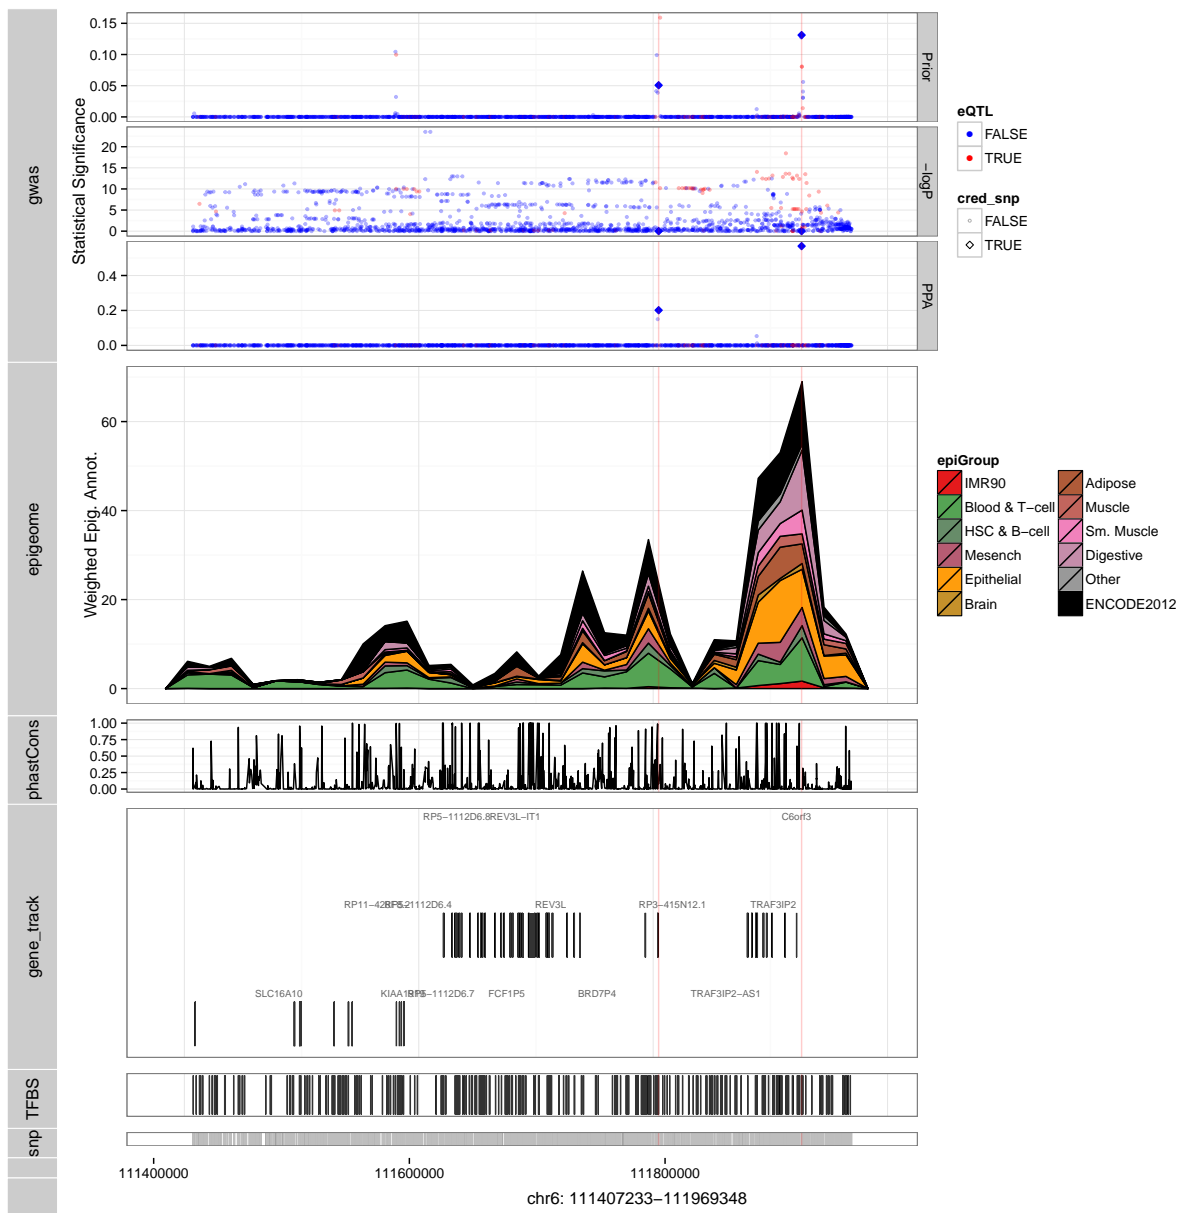 gwas
Statistical Significance
0.15
0.10
0.05
0.00
Prior
20
15
10
5
0
−logP
0.4
0.2
0.0
PPA
eQTL
FALSE
TRUE
cred_snp
FALSE
TRUE
epigeome
Weighted Epig. Annot.
60
40
20
0
epiGroup
IMR90
Blood & T−cell
HSC & B−cell
Mesench
Epithelial
Brain
Adipose
Muscle
Sm. Muscle
Digestive
Other
ENCODE2012
phastCons
1.00
0.75
0.50
0.25
0.00
gene_track
RP5−1112D6.8
REV3L−IT1
C6orf3
REV3L
RP3−415N12.1
TRAF3IP2
SLC16A10
FCF1P5
BRD7P4
TRAF3IP2−AS1
TFBS
snp
111400000
111600000
111800000
chr6: 111407233−111969348